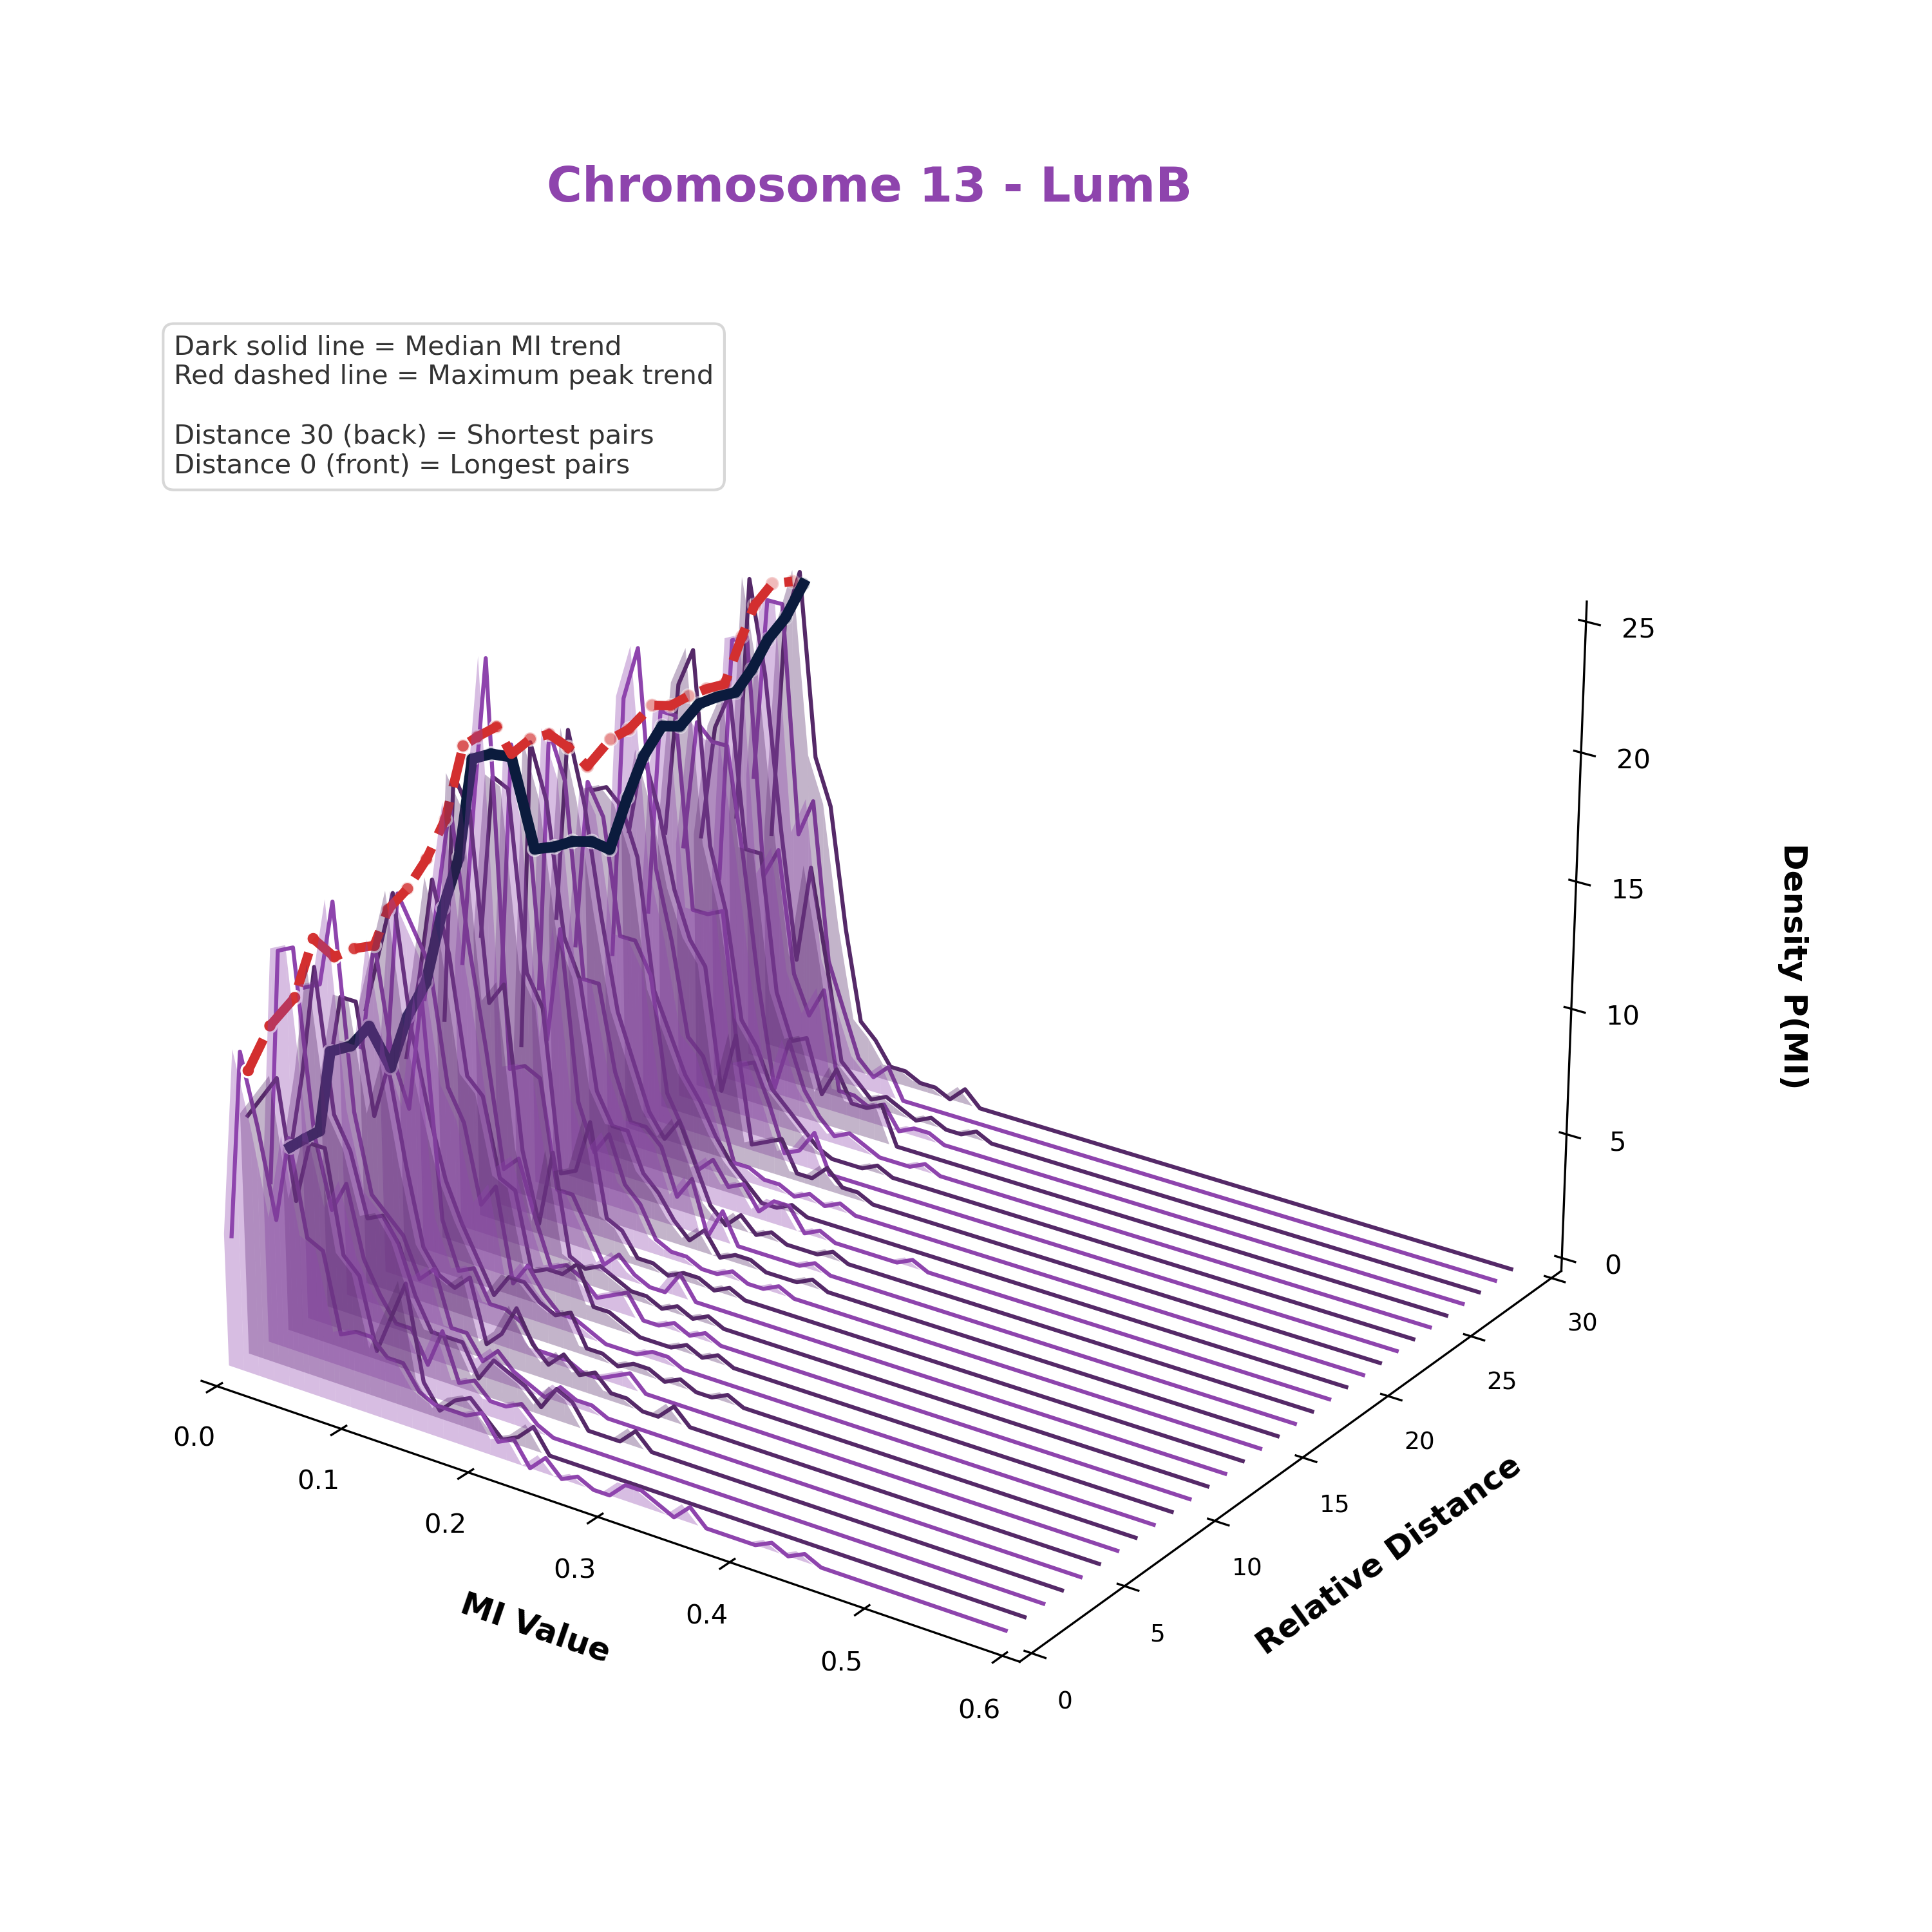 Chromosome 13 - LumB
Dark solid line = Median MI trend
Red dashed line = Maximum peak trend
Distance 30 (back) = Shortest pairs
Distance 0 (front) = Longest pairs
25
20
15
10
5
0
Density P(MI)
0.0
0.1
0.2
0.3
0.4
0.5
0.6
MI Value
0
5
10
15
20
25
30
Relative Distance